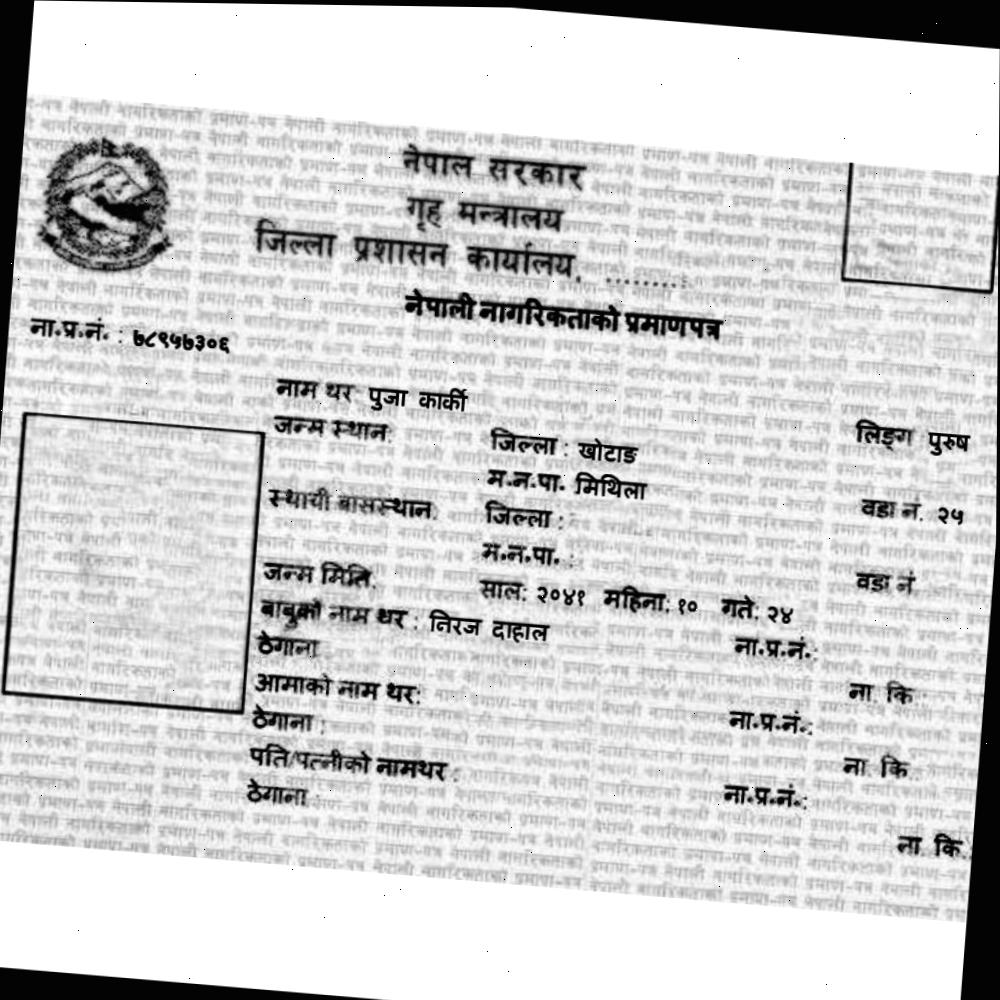 नेपाल सरकार
गृह मन्त्रालय
जिल्ला प्रशासन कार्यालय, .........
नेपाली नागरिकताको प्रमाणपत्र
ना.प्र.नं. : ७८९५७३०६
नाम थर पुजा कार्की
लिङ्ग पुरुष
जन्म स्थान: जिल्ला : खोटाङ
म.न.पा. मिथिला वडा नं. २५
स्थायी बासस्थान: जिल्ला :
म.न.पा. : वडा नं
जन्म मिति: साल: २०४१ महिना: १० गते: २४
बाबुको नाम थर : निरज दाहाल ना.प्र.नं.:
ठेगाना ना कि
आमाको नाम थर: ना.प्र.नं.:
ठेगाना : ना कि
पति/पत्नीको नामथर : ना.प्र.नं.:
ठेगाना ना कि